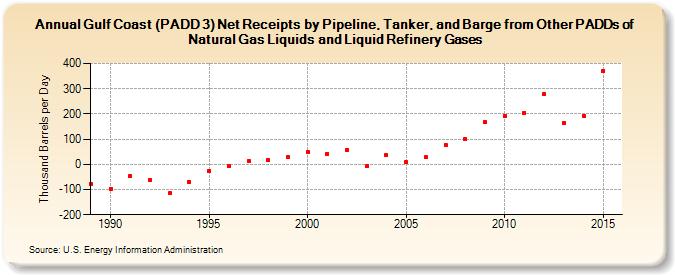 Annual Gulf Coast (PADD 3) Net Receipts by Pipeline, Tanker, and Barge from Other PADDs of
Natural Gas Liquids and Liquid Refinery Gases
Thousand Barrels per Day
400
300
200
100
0
-100
-200
1990 1995 2000 2005 2010 2015
Source: U.S. Energy Information Administration